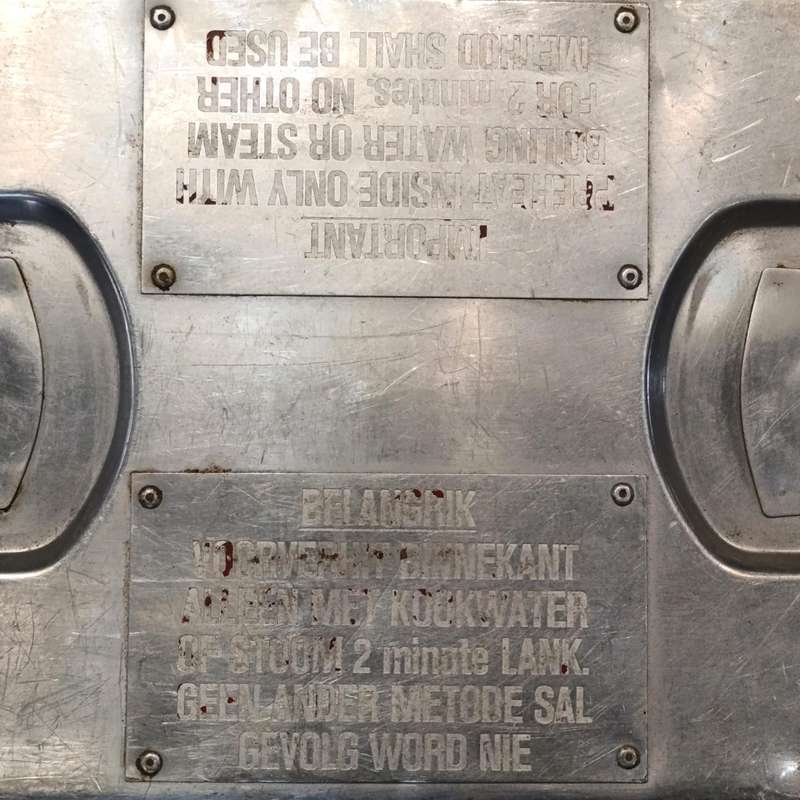 IMPORTANT
PREHEAT INSIDE ONLY WITH
BOILING WATER OR STEAM
FOR 2 minutes. NO OTHER
METHOD SHALL BE USED
BELANGRIK
VOORVERHIT BINNEKANT
ALLEEN MET KOOKWATER
OF STOOM 2 minute LANK.
GEEN ANDER METODE SAL
GEVOLG WORD NIE